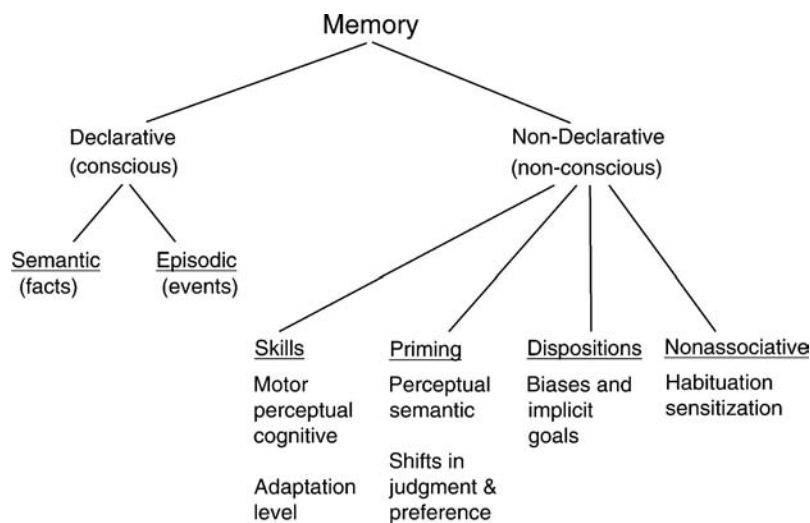 Memory
Declarative
(conscious)
Non-Declarative
(non-conscious)
Semantic
(facts)
Episodic
(events)
Skills
Motor
perceptual
cognitive
Adaptation
level
Priming
Perceptual
semantic
Shifts in
judgment &
preference
Dispositions
Biases and
implicit
goals
Nonassociative
Habituation
sensitization